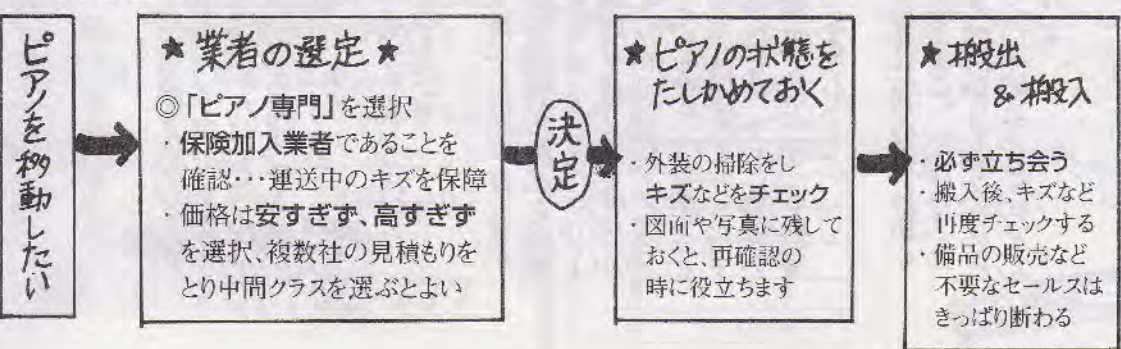 ピアノを移動したい
★業者の選定★
◎「ピアノ専門」を選択
・保険加入業者であることを
確認…運送中のキズを保障
・価格は安すぎず、高すぎず
を選択、複数社の見積もりを
とり中間クラスを選ぶとよい
決定
★ピアノの状態を
たしかめておく
・外装の掃除をし
キズなどをチェック
・図面や写真に残して
おくと、再確認の
時に役立ちます
★搬出
&搬入
・必ず立ち会う
・搬入後、キズなど
再度チェックする
・備品の販売など
不要なセールスは
きっぱり断わる